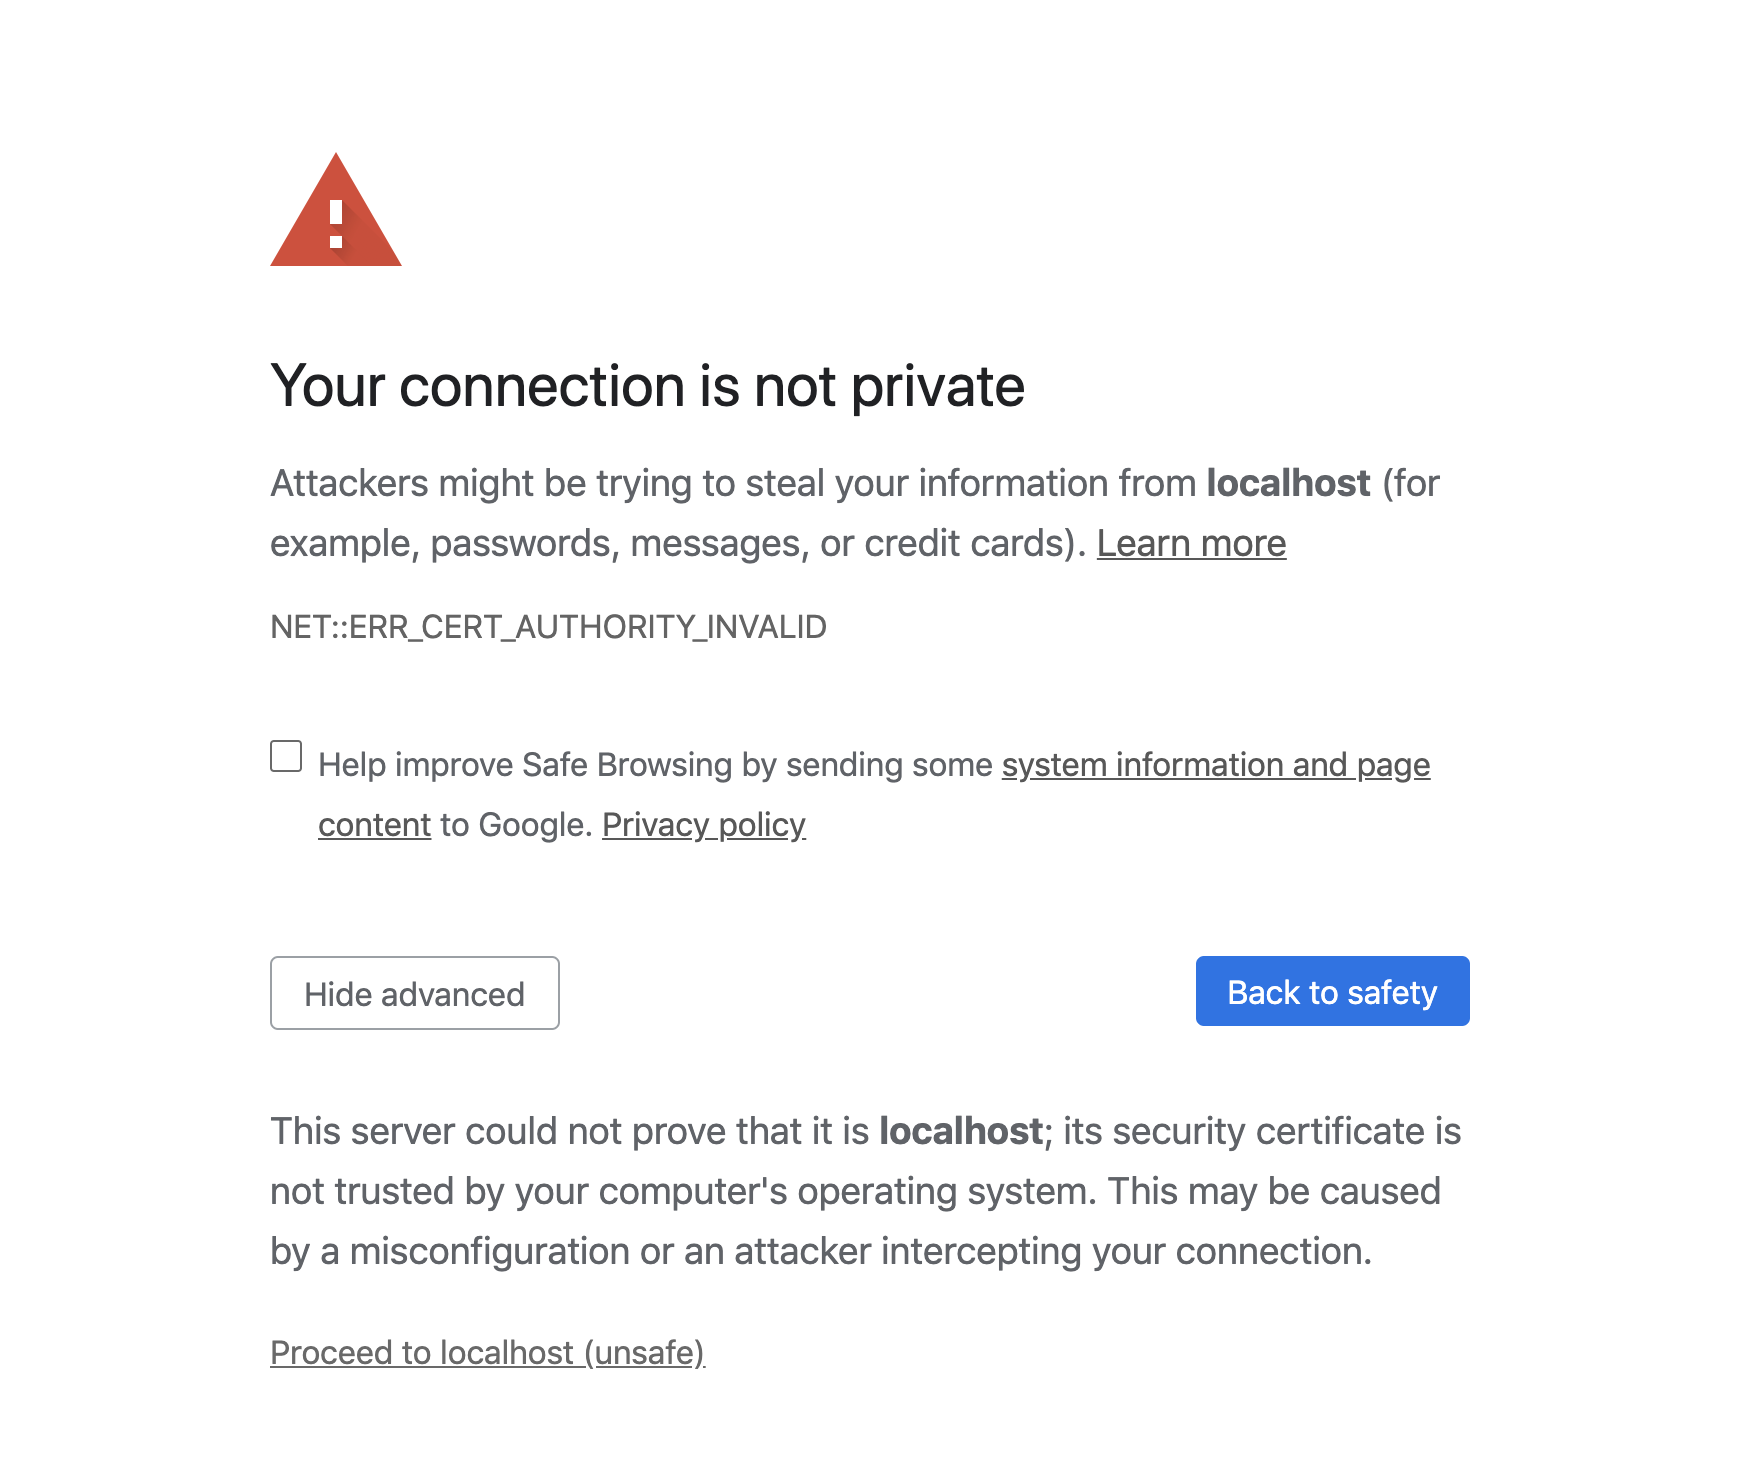 Your connection is not private
Attackers might be trying to steal your information from localhost (for
example, passwords, messages, or credit cards). Learn more
NET::ERR_CERT_AUTHORITY_INVALID
Help improve Safe Browsing by sending some system information and page
content to Google. Privacy policy
Hide advanced
Back to safety
This server could not prove that it is localhost; its security certificate is
not trusted by your computer's operating system. This may be caused
by a misconfiguration or an attacker intercepting your connection.
Proceed to localhost (unsafe)